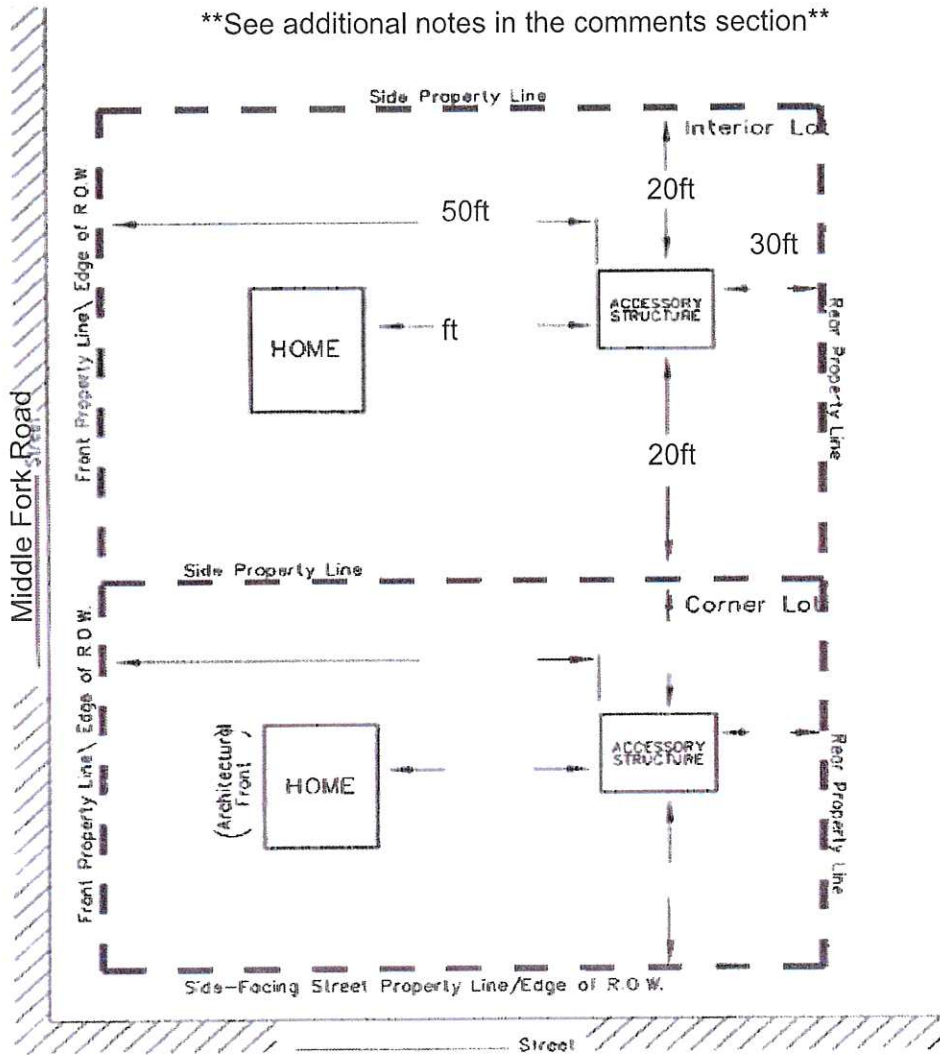 **See additional notes in the comments section**
Side Property Line
Interior Lot
20ft
50ft
30ft
Front Property Line\ Edge of R.O.W.
HOME
ft
ACCESSORY
STRUCTURE
Rear Property Line
Middle Fork Road
Street
20ft
Side Property Line
Corner Lot
Front Property Line\ Edge of R.O.W.
(Architectural
Front)
HOME
ACCESSORY
STRUCTURE
Rear Property Line
Side-Facing Street Property Line/Edge of R.O.W.
Street